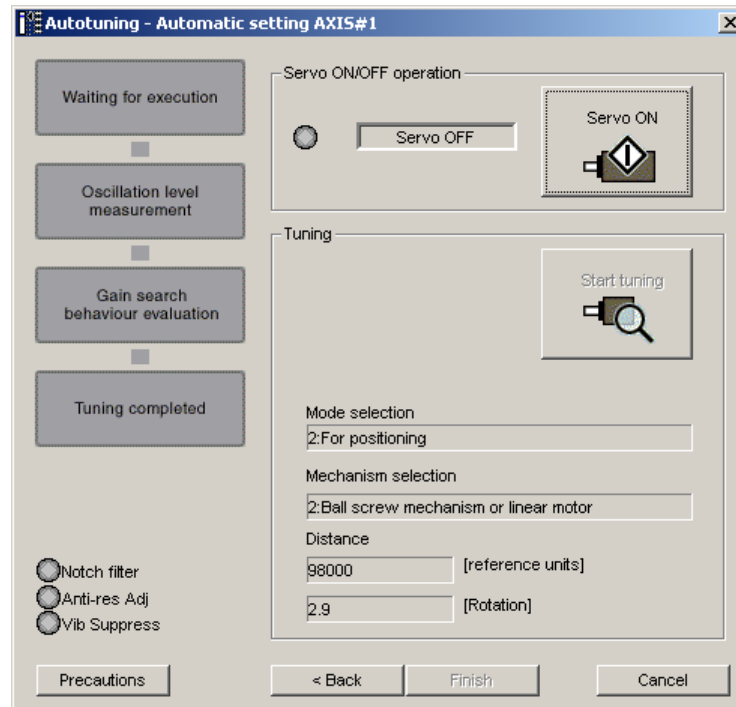 Autotuning - Automatic setting AXIS#1
Waiting for execution
Oscillation level
measurement
Gain search
behaviour evaluation
Tuning completed
Notch filter
Anti-res Adj
Vib Suppress
Servo ON/OFF operation
Servo OFF
Servo ON
Tuning
Start tuning
Mode selection
2:For positioning
Mechanism selection
2:Ball screw mechanism or linear motor
Distance
98000 [reference units]
2.9 [Rotation]
Precautions
< Back
Finish
Cancel